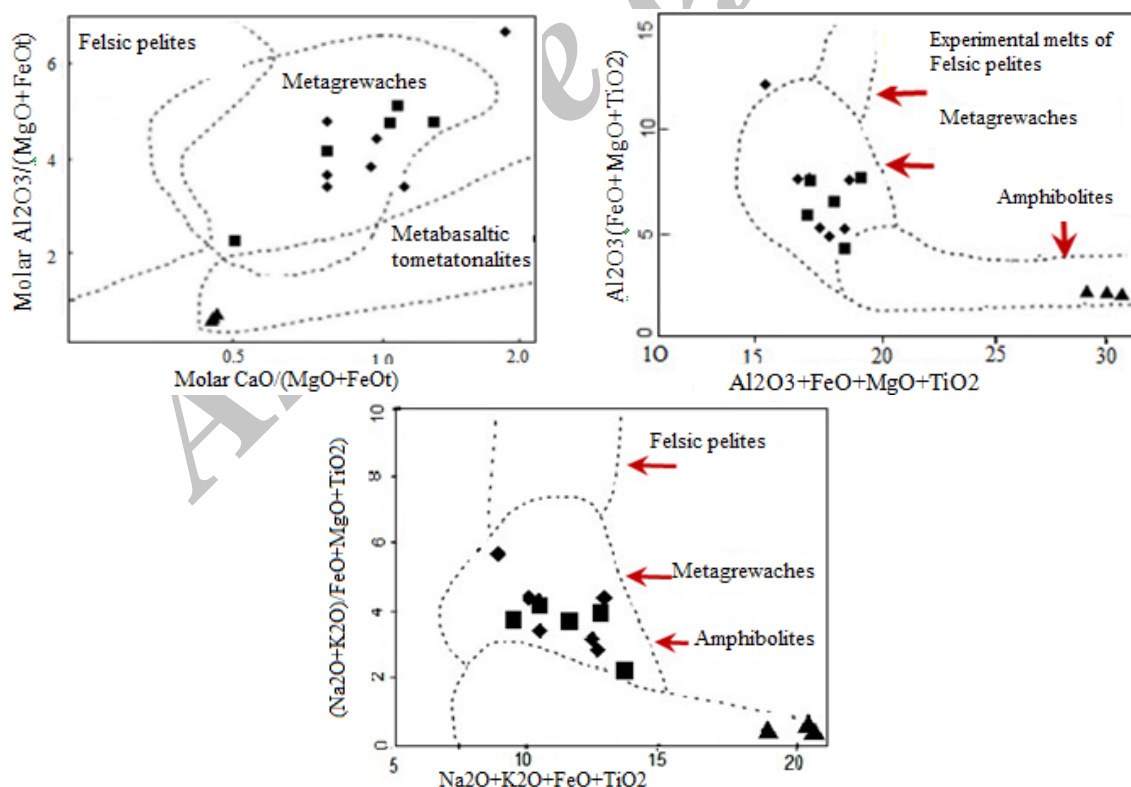 Molar Al2O3/(MgO+FeOt)
6
4
2
Felsic pelites
Metagrewaches
Metabasaltic
tometatonalites
0.5
1.0
2.0
Molar CaO/(MgO+FeOt)
Al2O3(FeO+MgO+TiO2)
15
10
5
0
Experimental melts of
Felsic pelites
Metagrewaches
Amphibolites
10
15
20
25
30
Al2O3+FeO+MgO+TiO2
(Na2O+K2O)/FeO+MgO+TiO2)
10
8
6
4
2
0
Felsic pelites
Metagrewaches
Amphibolites
5
10
15
20
Na2O+K2O+FeO+TiO2